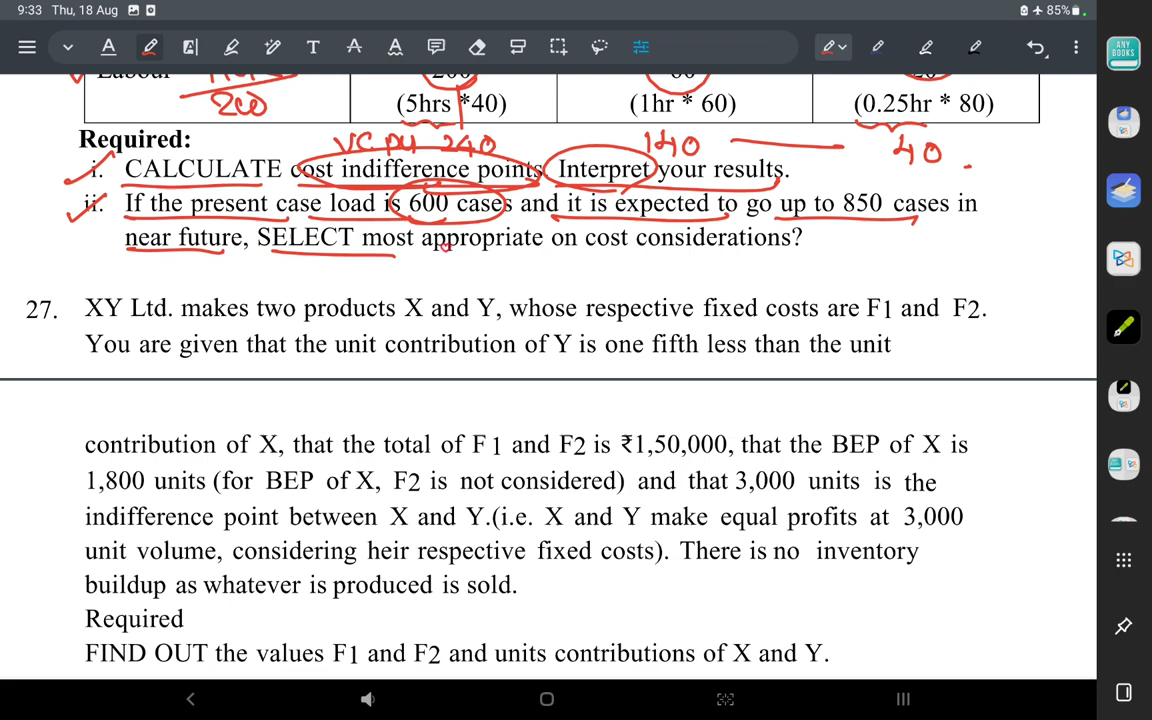 9:33 Thu, 18 Aug
85%
Labour
200
(5hrs *40)
(1hr * 60)
(0.25hr * 80)
Required:
VC PU 240
140
40
i. CALCULATE cost indifference points. Interpret your results.
ii. If the present case load is 600 cases and it is expected to go up to 850 cases in
near future, SELECT most appropriate on cost considerations?
27. XY Ltd. makes two products X and Y, whose respective fixed costs are F1 and F2.
You are given that the unit contribution of Y is one fifth less than the unit
contribution of X, that the total of F1 and F2 is ₹1,50,000, that the BEP of X is
1,800 units (for BEP of X, F2 is not considered) and that 3,000 units is the
indifference point between X and Y.(i.e. X and Y make equal profits at 3,000
unit volume, considering heir respective fixed costs). There is no inventory
buildup as whatever is produced is sold.
Required
FIND OUT the values F1 and F2 and units contributions of X and Y.
ANY
BOOKS